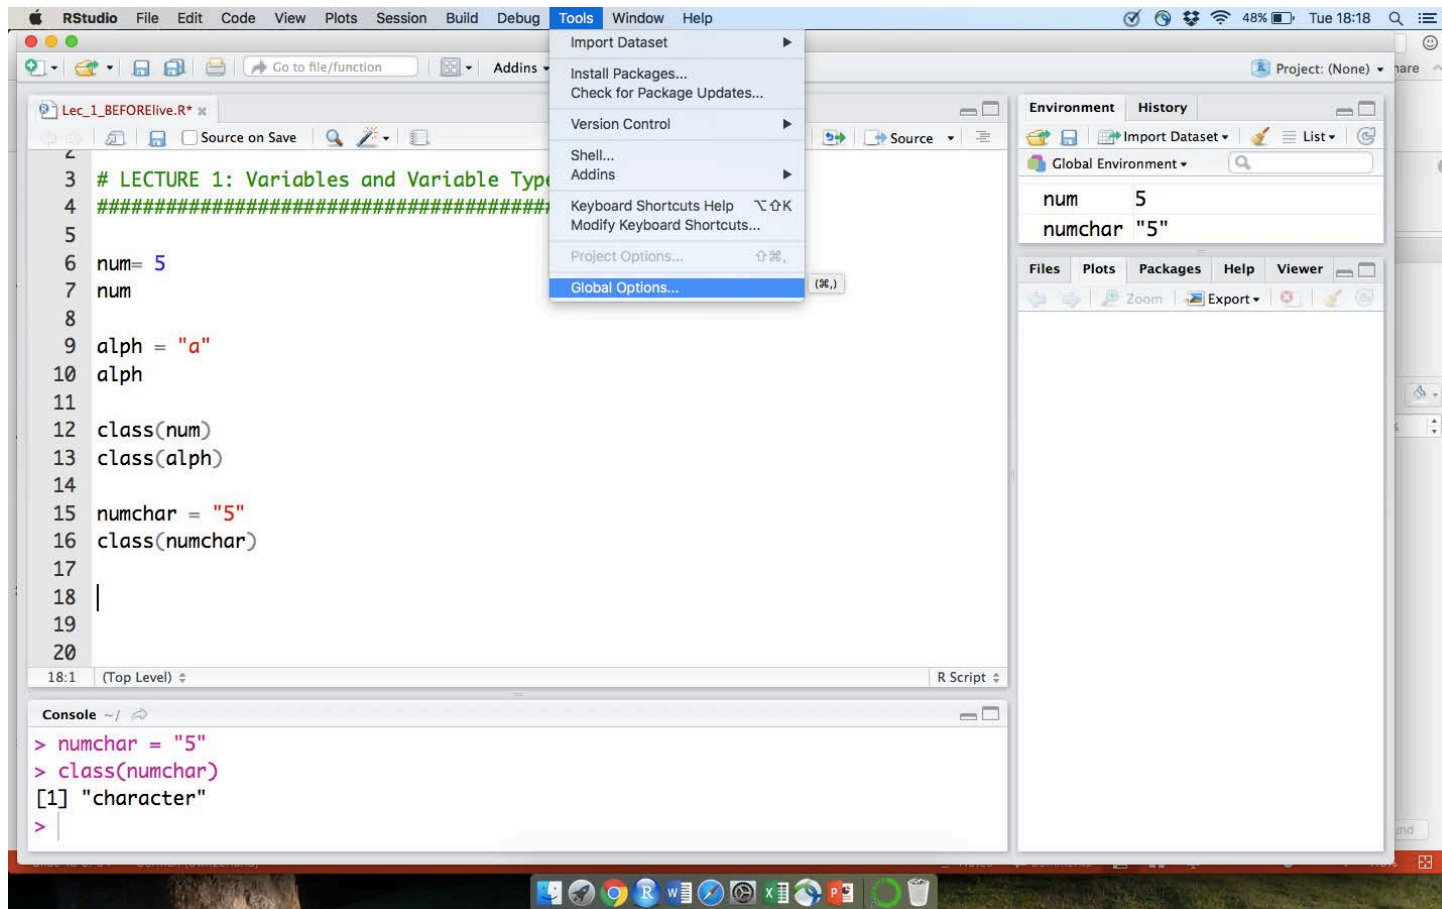 RStudio File Edit Code View Plots Session Build Debug Tools Window Help 48% Tue 18:18
Import Dataset
Install Packages...
Check for Package Updates...
Version Control
Shell...
Addins
Keyboard Shortcuts Help ⌥⇧K
Modify Keyboard Shortcuts...
Project Options... ⇧⌘,
Global Options... (⌘,)
Go to file/function Addins Project: (None)
Lec_1_BEFORElive.R*
Source on Save Source
2
3 # LECTURE 1: Variables and Variable Type
4 ########################################
5
6 num= 5
7 num
8
9 alph = "a"
10 alph
11
12 class(num)
13 class(alph)
14
15 numchar = "5"
16 class(numchar)
17
18
19
20
18:1 (Top Level) R Script
Console ~/
> numchar = "5"
> class(numchar)
[1] "character"
>
Environment History
Import Dataset List
Global Environment
num 5
numchar "5"
Files Plots Packages Help Viewer
Zoom Export